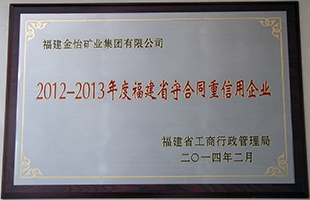 福建金怡矿业集团有限公司
2012-2013年度福建省守合同重信用企业
福建省工商行政管理局
二〇一四年二月